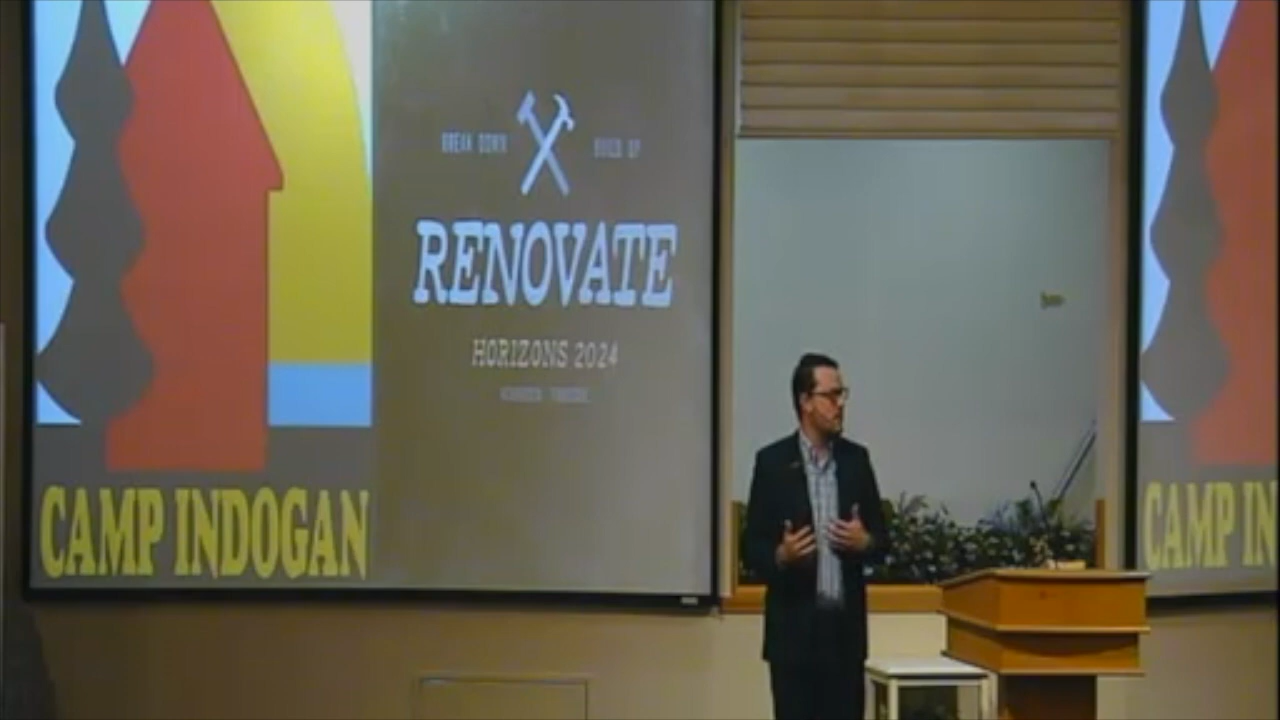 CAMP INDOGAN
BREAK DOWN
BUILD UP
RENOVATE
HORIZONS 2024
CAMP IN